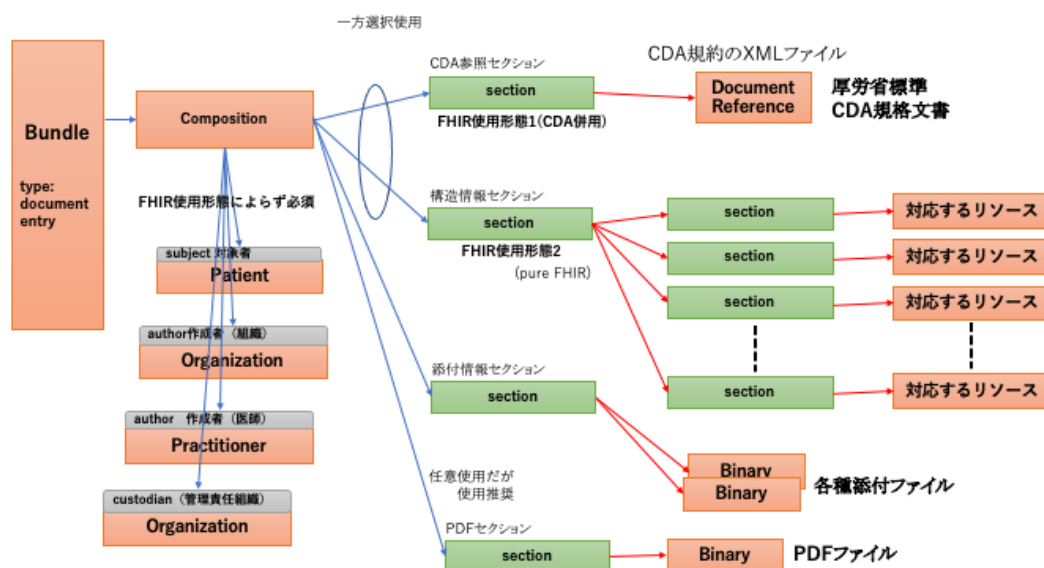 一方選択使用
Bundle
type:
document
entry
Composition
FHIR使用形態によらず必須
subject 対象者
Patient
author作成者（組織）
Organization
author 作成者（医師）
Practitioner
custodian（管理責任組織）
Organization
CDA参照セクション
section
FHIR使用形態1(CDA併用)
CDA規約のXMLファイル
Document
Reference
厚労省標準
CDA規格文書
構造情報セクション
section
FHIR使用形態2
(pure FHIR)
section
対応するリソース
section
対応するリソース
section
対応するリソース
section
対応するリソース
添付情報セクション
section
Binary
Binary
各種添付ファイル
任意使用だが
使用推奨
PDFセクション
section
Binary
PDFファイル